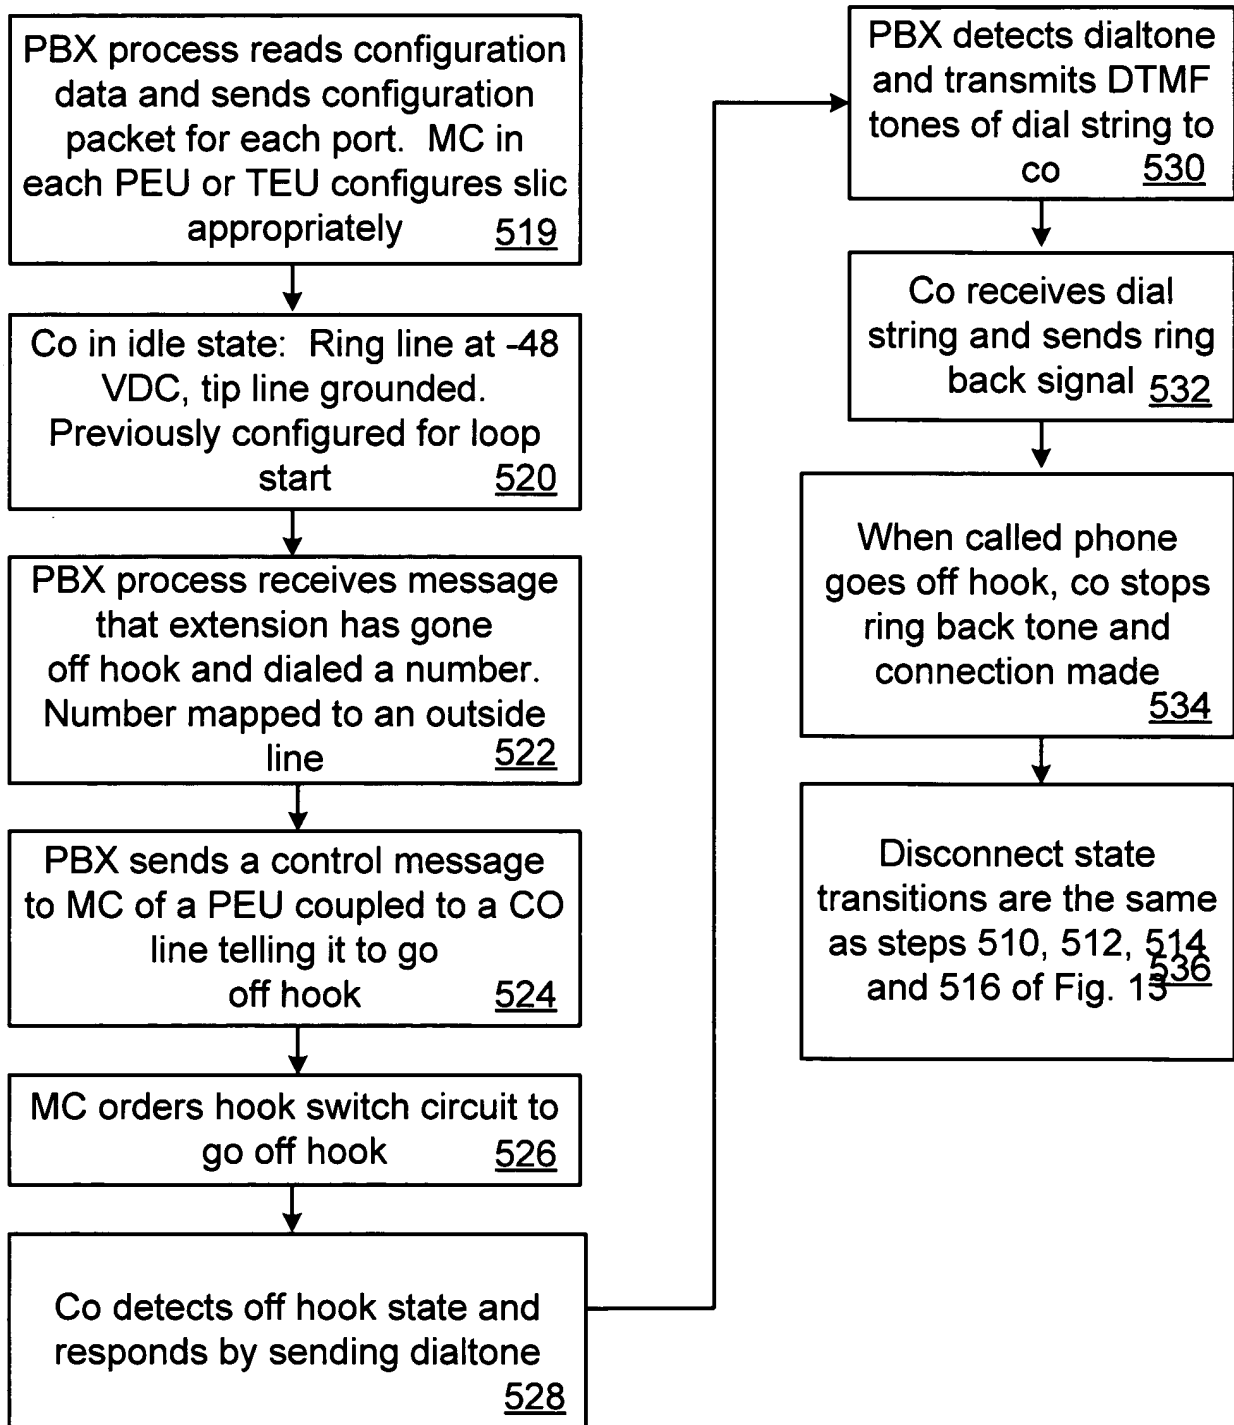 PBX process reads configuration
data and sends configuration
packet for each port. MC in
each PEU or TEU configures slic
appropriately 519
Co in idle state: Ring line at -48
VDC, tip line grounded.
Previously configured for loop
start 520
PBX process receives message
that extension has gone
off hook and dialed a number.
Number mapped to an outside
line 522
PBX sends a control message
to MC of a PEU coupled to a CO
line telling it to go
off hook 524
MC orders hook switch circuit to
go off hook 526
Co detects off hook state and
responds by sending dialtone
528
PBX detects dialtone
and transmits DTMF
tones of dial string to
co 530
Co receives dial
string and sends ring
back signal 532
When called phone
goes off hook, co stops
ring back tone and
connection made
534
Disconnect state
transitions are the same
as steps 510, 512, 514
and 516 of Fig. 13
536